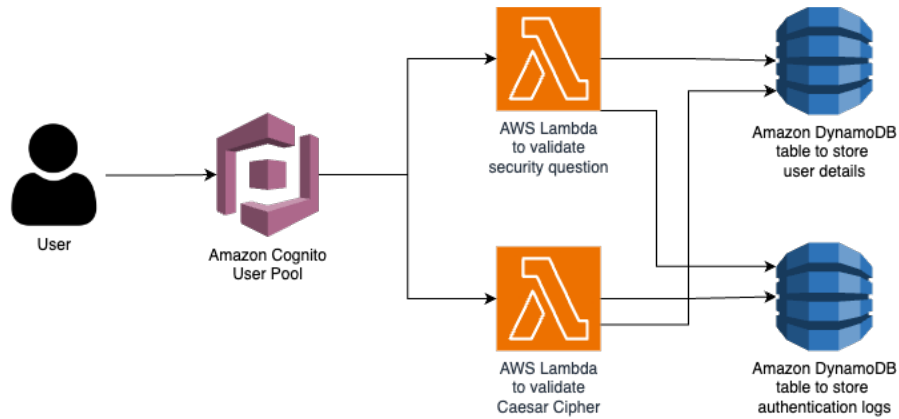 User
Amazon Cognito
User Pool
AWS Lambda
to validate
security question
AWS Lambda
to validate
Caesar Cipher
Amazon DynamoDB
table to store
user details
Amazon DynamoDB
table to store
authentication logs